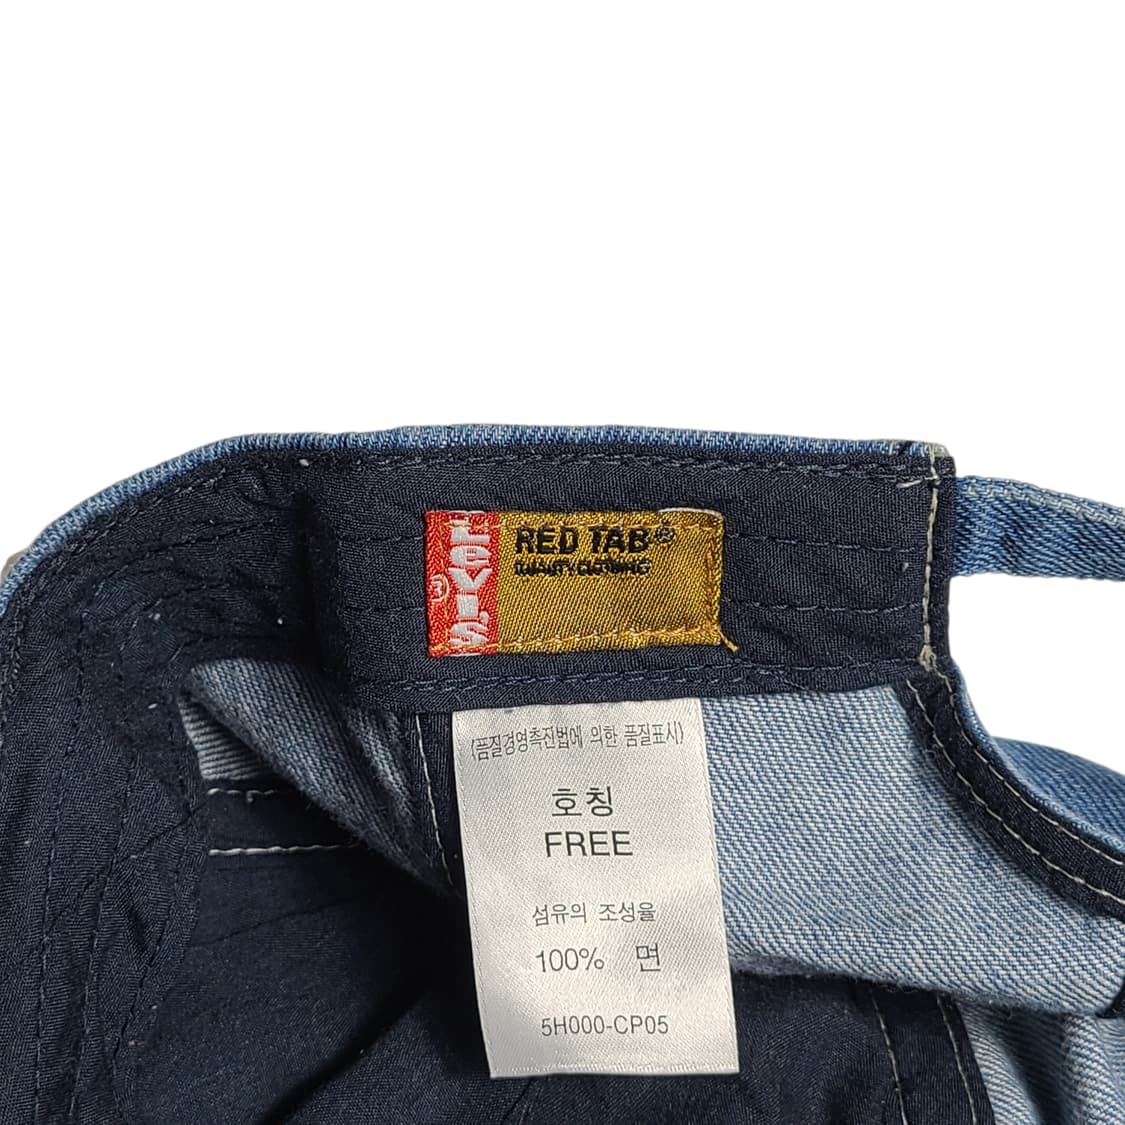 LEVI'S®
RED TAB®
QUALITY CLOTHING
(품질경영촉진법에 의한 품질표시)
호칭
FREE
섬유의 조성율
100% 면
5H000-CP05